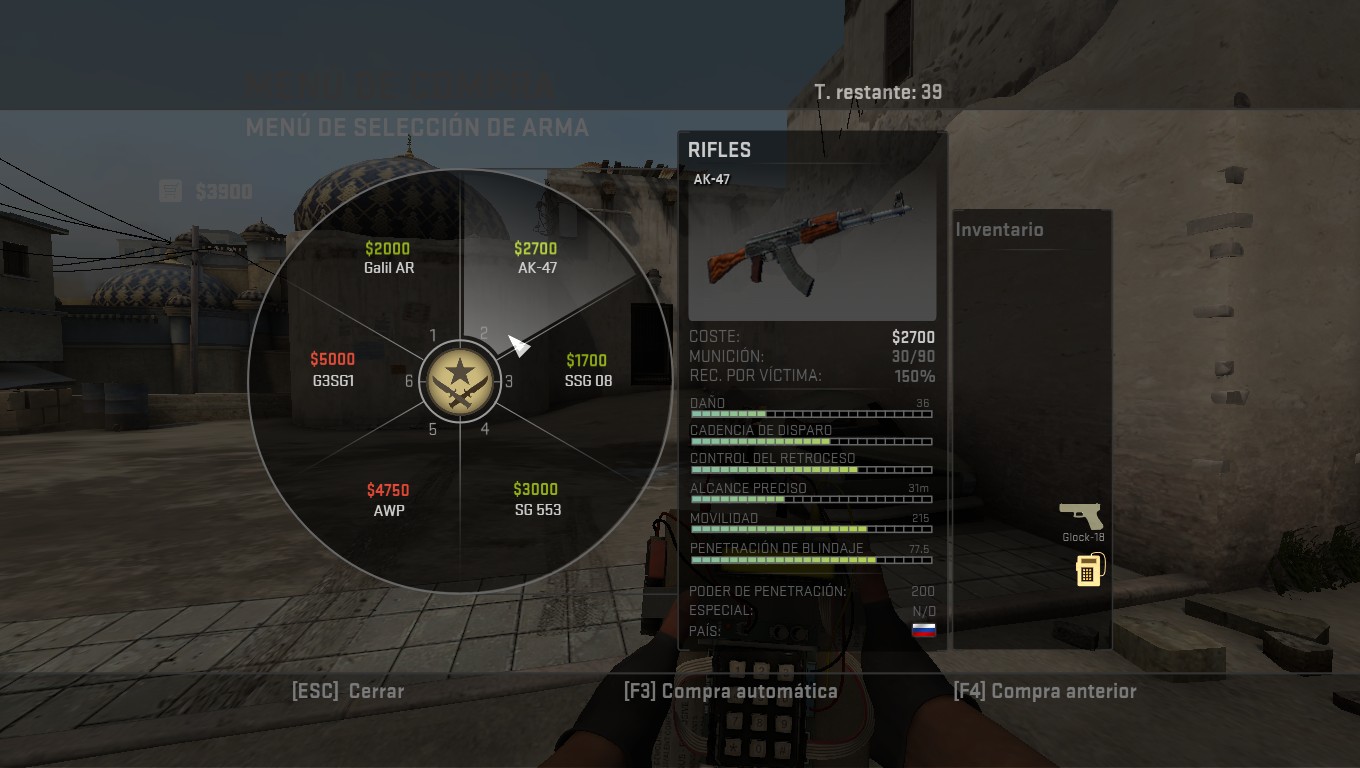 T. restante: 39
MENÚ DE SELECCIÓN DE ARMA
$3900
$2000
Galil AR
$2700
AK-47
1
2
$5000
G3SG1
$1700
SSG 08
6
3
5
4
$4750
AWP
$3000
SG 553
RIFLES
AK-47
COSTE: $2700
MUNICIÓN: 30/90
REC. POR VÍCTIMA: 150%
DAÑO 36
CADENCIA DE DISPARO
CONTROL DEL RETROCESO
ALCANCE PRECISO 31m
MOVILIDAD 215
PENETRACIÓN DE BLINDAJE 77.5
PODER DE PENETRACIÓN: 200
ESPECIAL: N/D
PAÍS:
Inventario
Glock-18
[ESC] Cerrar
[F3] Compra automática
[F4] Compra anterior